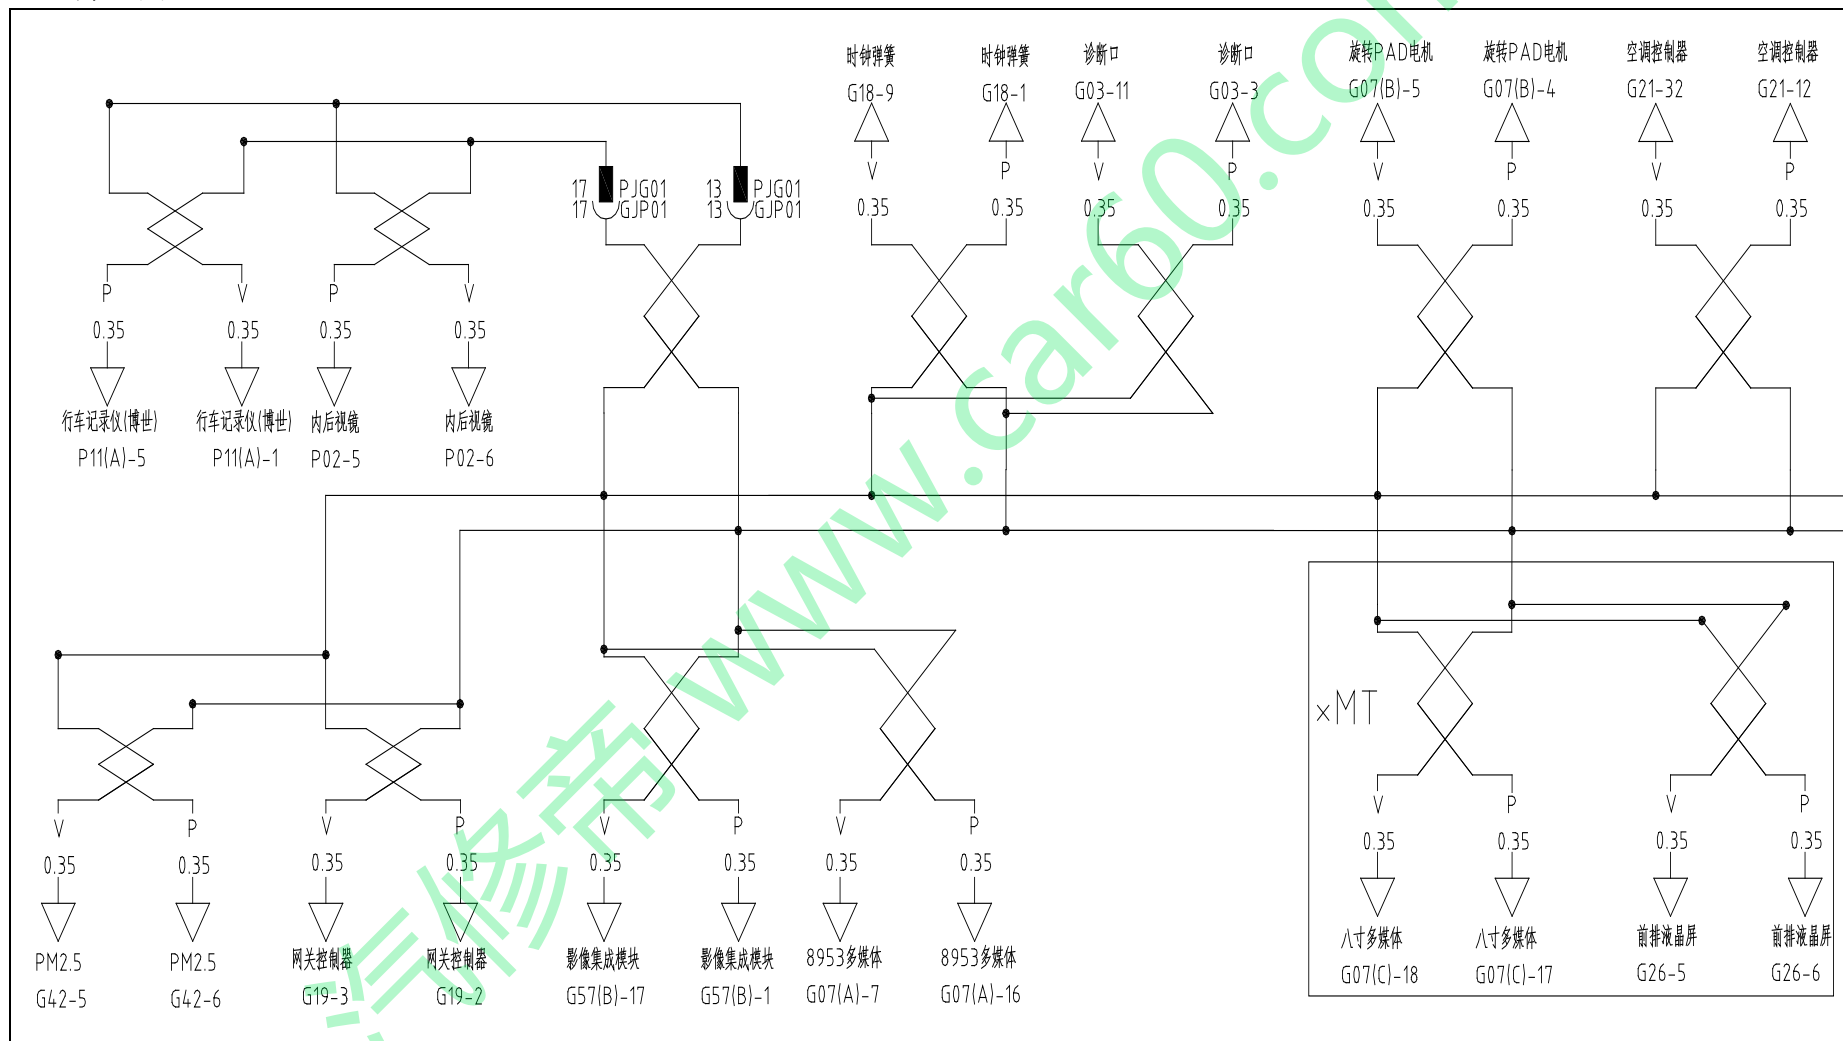 时钟弹簧 时钟弹簧 诊断口 诊断口 旋转PAD电机 旋转PAD电机 空调控制器 空调控制器
G18-9 G18-1 G03-11 G03-3 G07(B)-5 G07(B)-4 G21-32 G21-12
V P V P V P V P
0.35 0.35 0.35 0.35 0.35 0.35 0.35 0.35
17 PJG01 13 PJG01
17 GJP01 13 GJP01
P V P V
0.35 0.35 0.35 0.35
行车记录仪(博世) 行车记录仪(博世) 内后视镜 内后视镜
P11(A)-5 P11(A)-1 P02-5 P02-6
×MT
V P V P
0.35 0.35 0.35 0.35
八寸多媒体 八寸多媒体 前排液晶屏 前排液晶屏
G07(C)-18 G07(C)-17 G26-5 G26-6
V P V P V P V P
0.35 0.35 0.35 0.35 0.35 0.35 0.35 0.35
PM2.5 PM2.5 网关控制器 网关控制器 影像集成模块 影像集成模块 8953多媒体 8953多媒体
G42-5 G42-6 G19-3 G19-2 G57(B)-17 G57(B)-1 G07(A)-7 G07(A)-16
汽修帝 www.car60.com